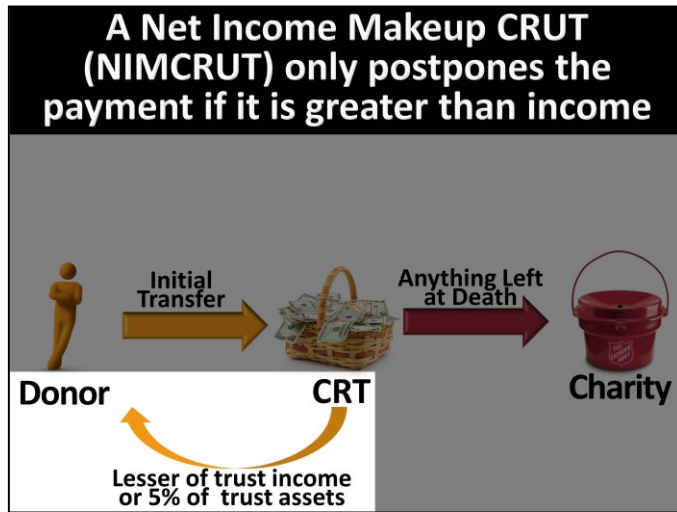 A Net Income Makeup CRUT
(NIMCRUT) only postpones the
payment if it is greater than income
Initial
Transfer
Anything Left
at Death
Donor
CRT
Charity
Lesser of trust income
or 5% of trust assets